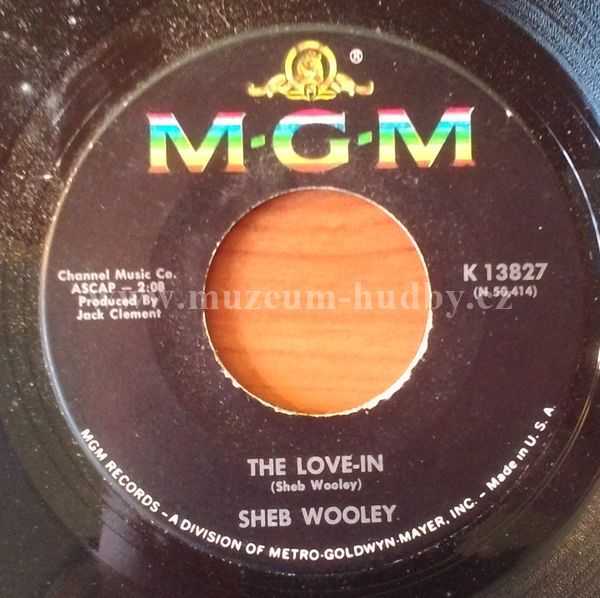 ®
M·G·M
Channel Music Co.
ASCAP — 2:08
Produced By
Jack Clement
K 13827
(N 50,414)
www.muzeum-hudby.cz
THE LOVE-IN
(Sheb Wooley)
SHEB WOOLEY
MGM RECORDS - A DIVISION OF METRO-GOLDWYN-MAYER, INC. - Made in U. S. A.